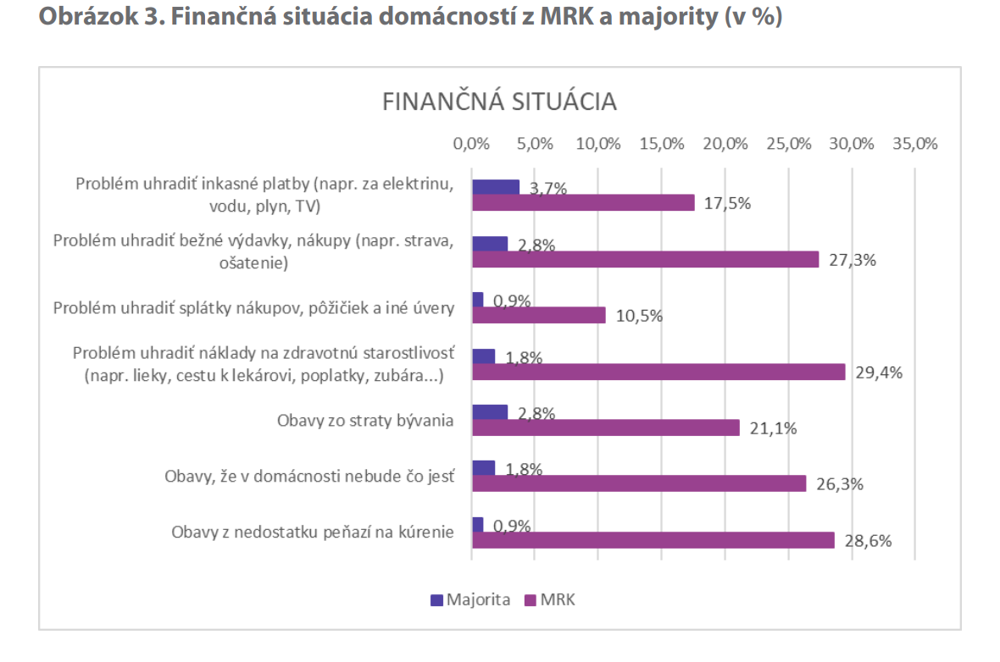 Obrázok 3. Finančná situácia domácností z MRK a majority (v %)
FINANČNÁ SITUÁCIA
0,0% 5,0% 10,0% 15,0% 20,0% 25,0% 30,0% 35,0%
Problém uhradiť inkasné platby (napr. za elektrinu,
vodu, plyn, TV)
3,7%
17,5%
Problém uhradiť bežné výdavky, nákupy (napr. strava,
ošatenie)
2,8%
27,3%
Problém uhradiť splátky nákupov, pôžičiek a iné úvery
0,9%
10,5%
Problém uhradiť náklady na zdravotnú starostlivosť
(napr. lieky, cestu k lekárovi, poplatky, zubára...)
1,8%
29,4%
Obavy zo straty bývania
2,8%
21,1%
Obavy, že v domácnosti nebude čo jesť
1,8%
26,3%
Obavy z nedostatku peňazí na kúrenie
0,9%
28,6%
Majorita MRK